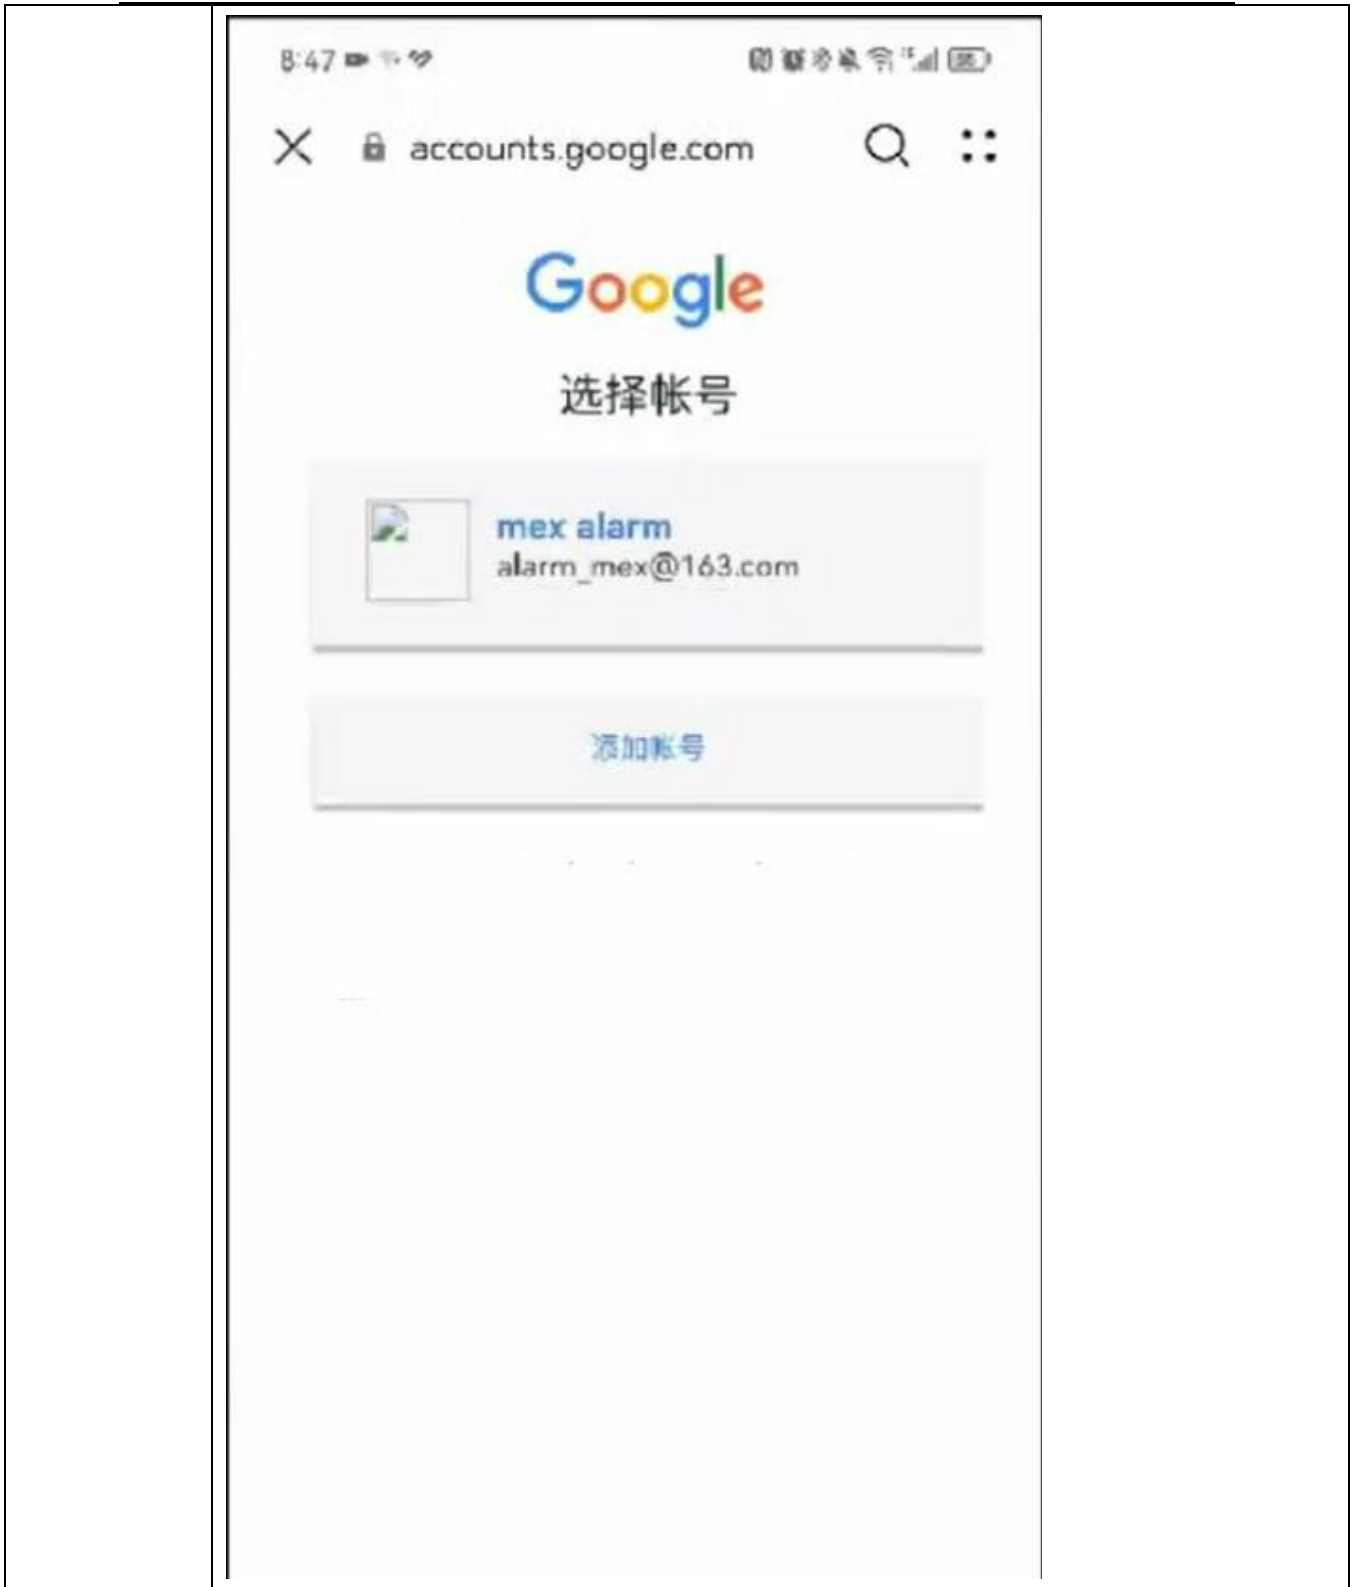 8:47
accounts.google.com
Google
选择帐号
mex alarm
alarm_mex@163.com
添加帐号